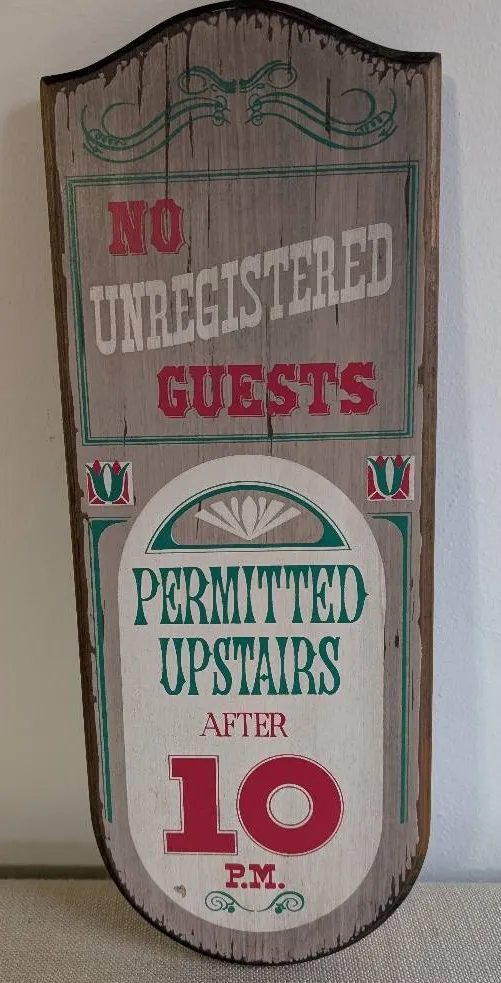 NO
UNREGISTERED
GUESTS
PERMITTED
UPSTAIRS
AFTER
10
P.M.